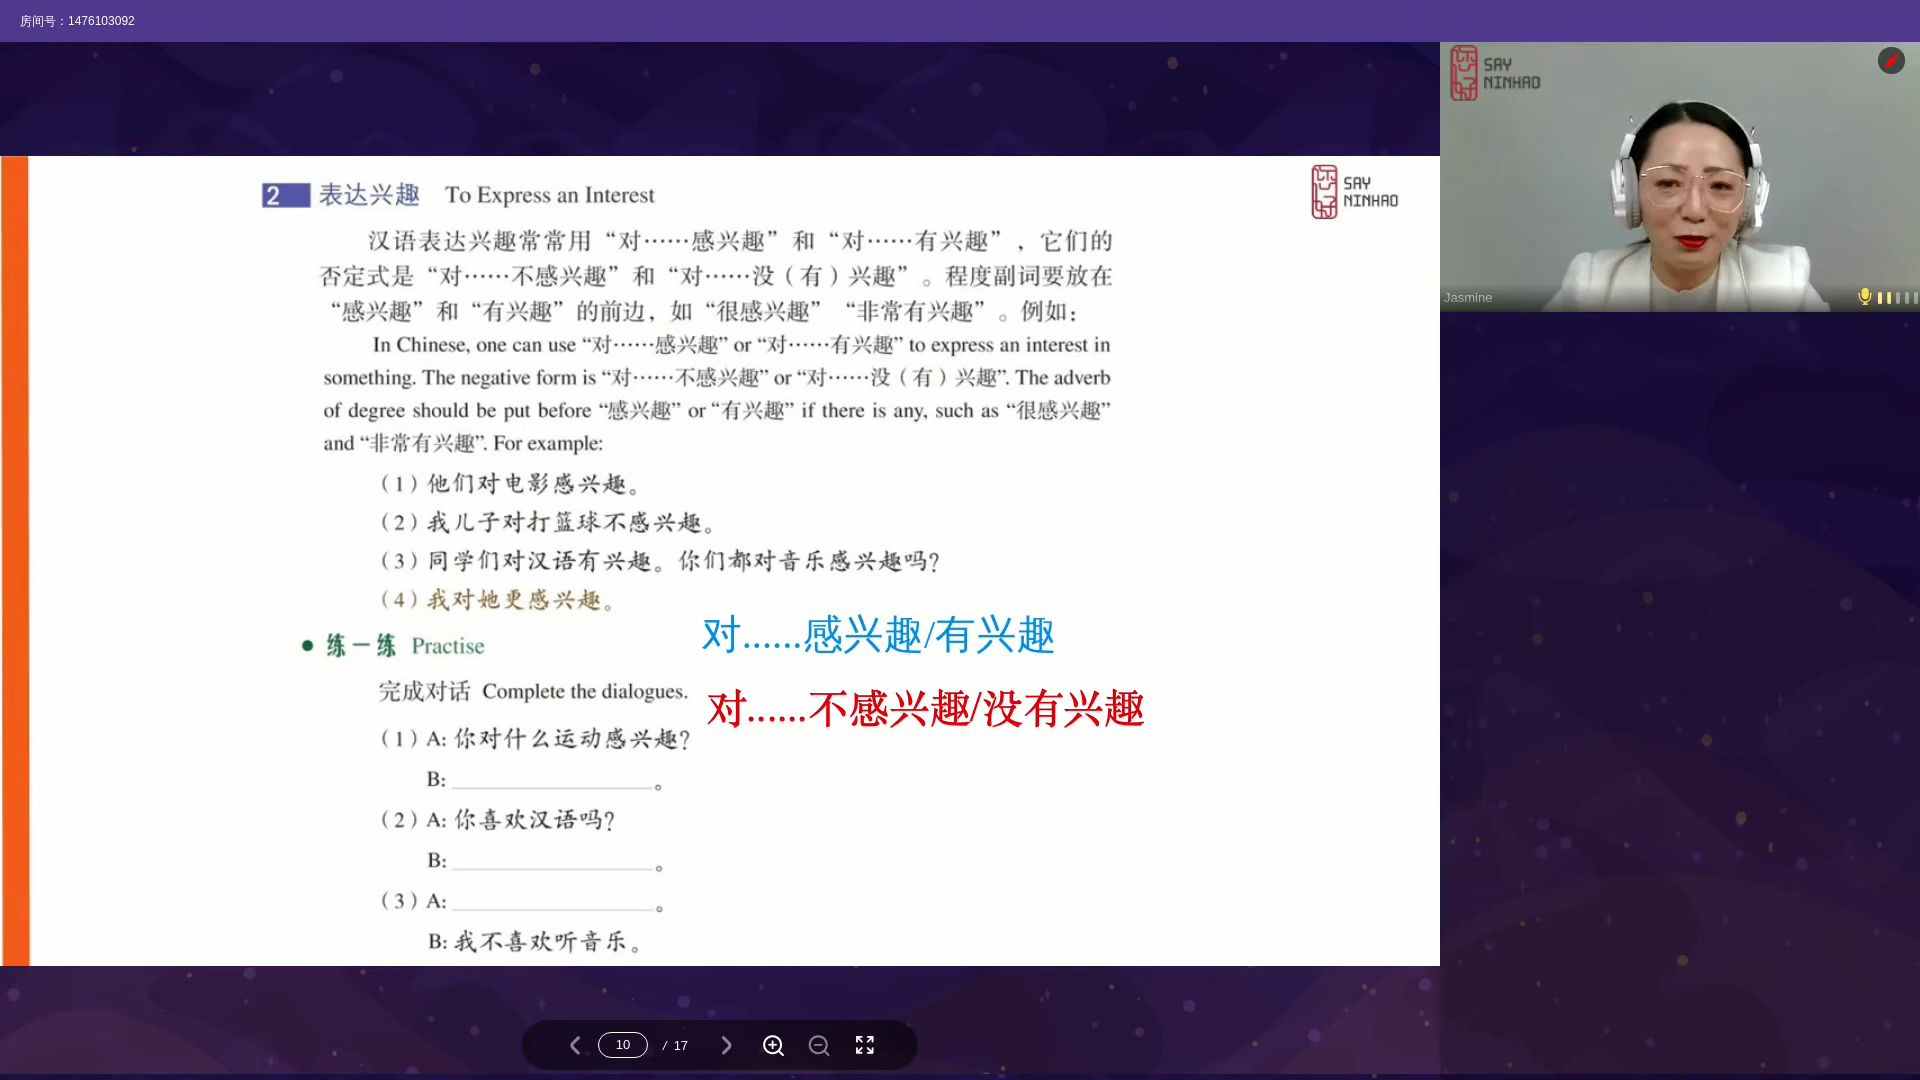 房间号：1476103092
SAY
NINHAO
Jasmine
SAY
NINHAO
2 表达兴趣 To Express an Interest
汉语表达兴趣常常用“对……感兴趣”和“对……有兴趣”，它们的
否定式是“对……不感兴趣”和“对……没（有）兴趣”。程度副词要放在
“感兴趣”和“有兴趣”的前边，如“很感兴趣”“非常有兴趣”。例如：
In Chinese, one can use “对……感兴趣” or “对……有兴趣” to express an interest in
something. The negative form is “对……不感兴趣” or “对……没（有）兴趣”. The adverb
of degree should be put before “感兴趣” or “有兴趣” if there is any, such as “很感兴趣”
and “非常有兴趣”. For example:
（1）他们对电影感兴趣。
（2）我儿子对打篮球不感兴趣。
（3）同学们对汉语有兴趣。你们都对音乐感兴趣吗？
（4）我对她更感兴趣。
对......感兴趣/有兴趣
● 练一练 Practise
完成对话 Complete the dialogues.
对......不感兴趣/没有兴趣
（1）A: 你对什么运动感兴趣？
B: ____________________。
（2）A: 你喜欢汉语吗？
B: ____________________。
（3）A: ____________________。
B: 我不喜欢听音乐。
10 / 17